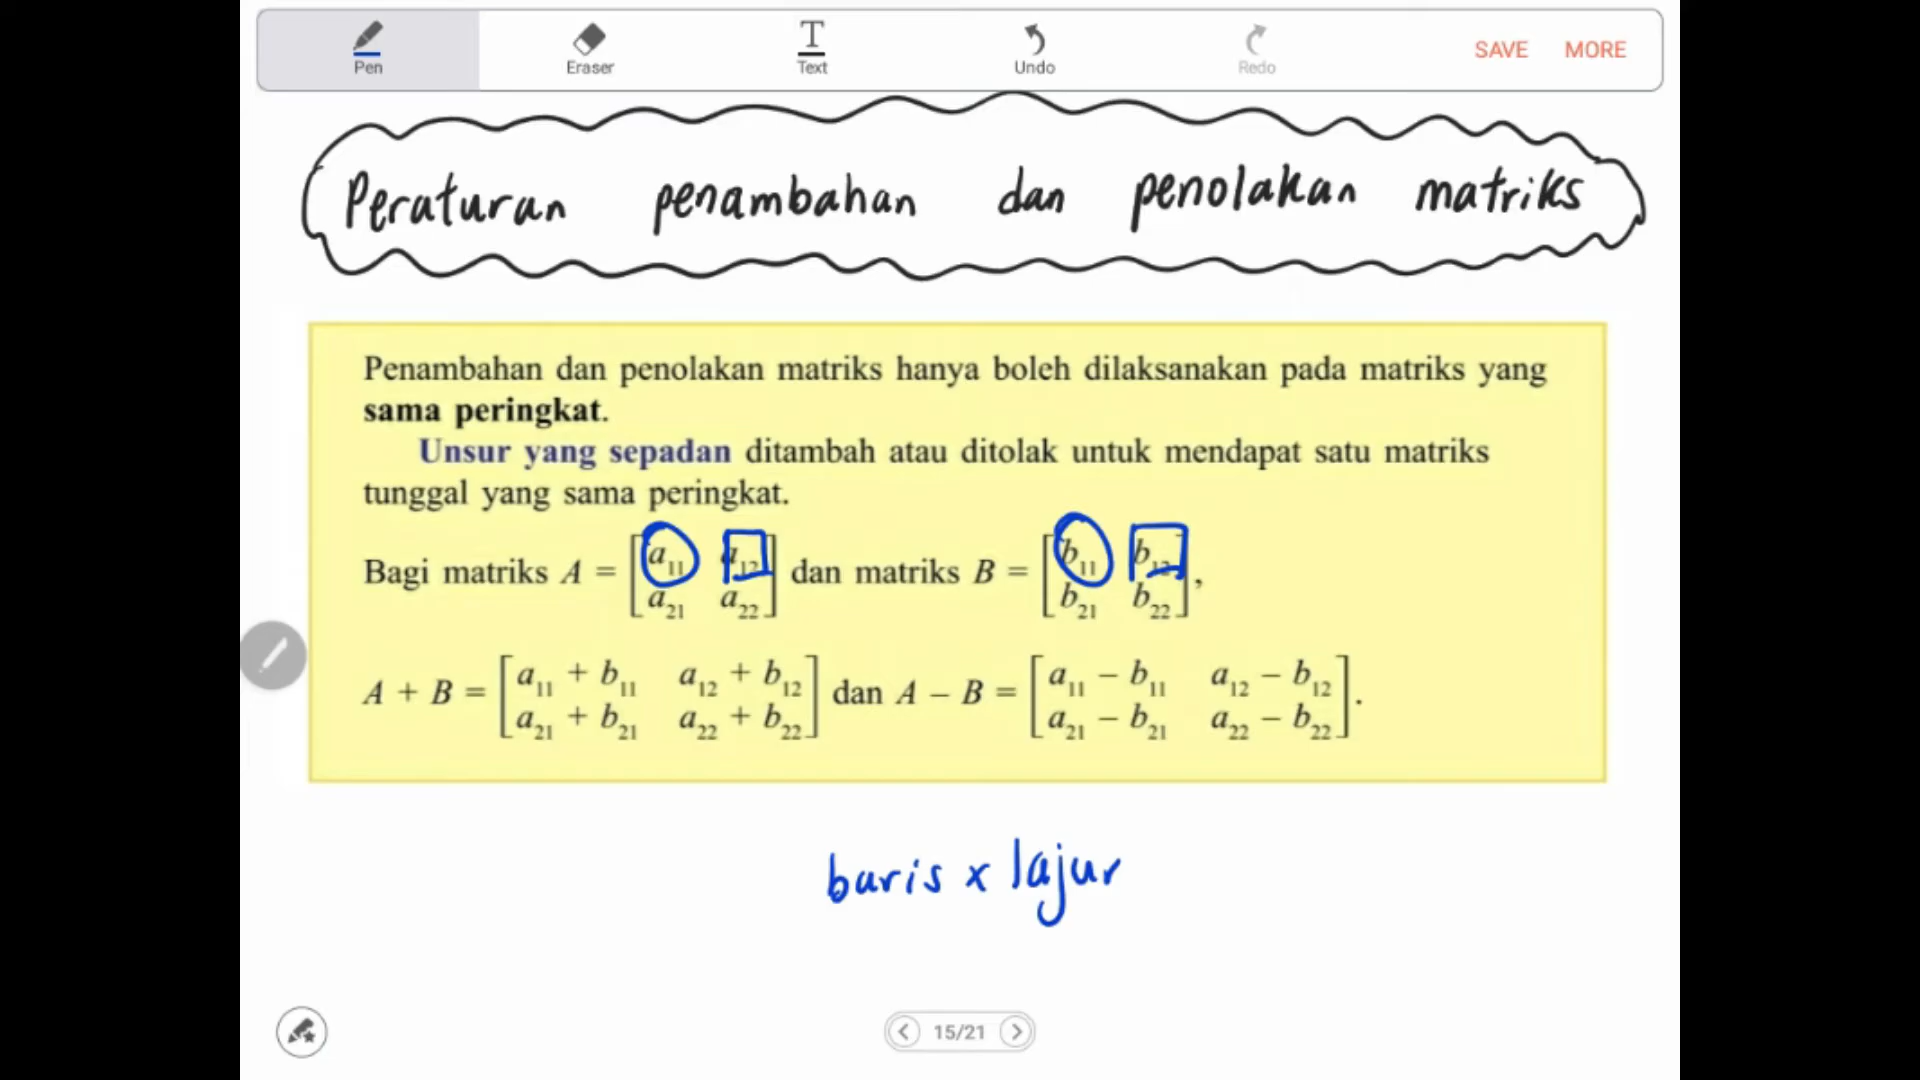 Pen Eraser Text Undo Redo SAVE MORE
Peraturan penambahan dan penolakan matriks
Penambahan dan penolakan matriks hanya boleh dilaksanakan pada matriks yang
sama peringkat.
Unsur yang sepadan ditambah atau ditolak untuk mendapat satu matriks
tunggal yang sama peringkat.
Bagi matriks A = [a₁₁ a₁₂ a₂₁ a₂₂] dan matriks B = [b₁₁ b₁₂ b₂₁ b₂₂],
A + B = [a₁₁ + b₁₁ a₁₂ + b₁₂ a₂₁ + b₂₁ a₂₂ + b₂₂] dan A – B = [a₁₁ – b₁₁ a₁₂ – b₁₂ a₂₁ – b₂₁ a₂₂ – b₂₂].
baris x lajur
15/21